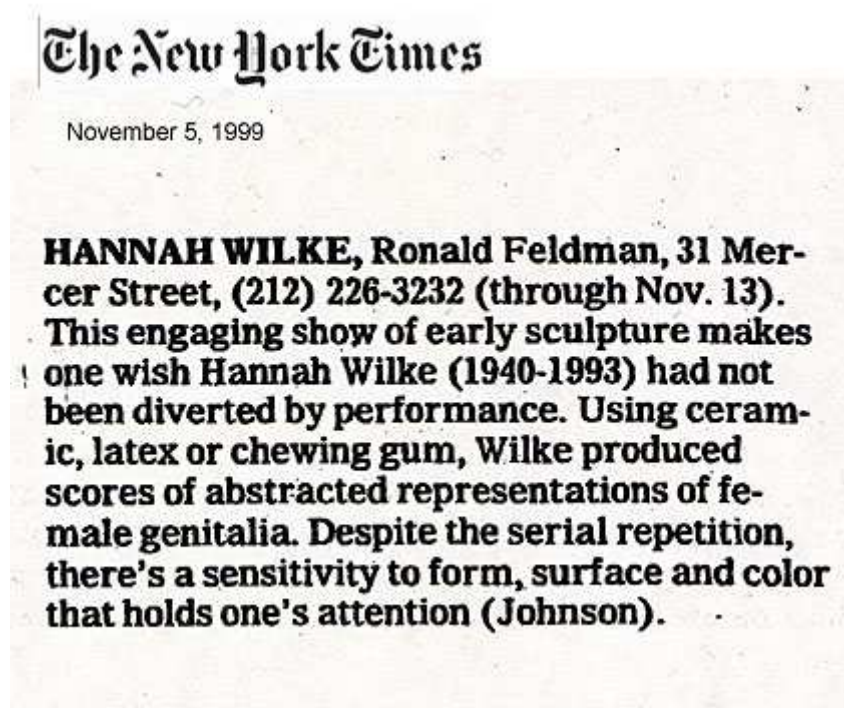 The New York Times
November 5, 1999
HANNAH WILKE, Ronald Feldman, 31 Mer-
cer Street, (212) 226-3232 (through Nov. 13).
This engaging show of early sculpture makes
one wish Hannah Wilke (1940-1993) had not
been diverted by performance. Using ceram-
ic, latex or chewing gum, Wilke produced
scores of abstracted representations of fe-
male genitalia. Despite the serial repetition,
there's a sensitivity to form, surface and color
that holds one's attention (Johnson).